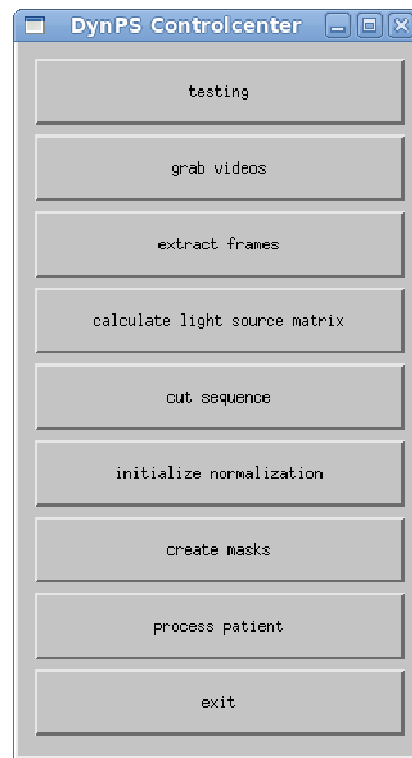 DynPS Controlcenter
testing
grab videos
extract frames
calculate light source matrix
cut sequence
initialize normalization
create masks
process patient
exit